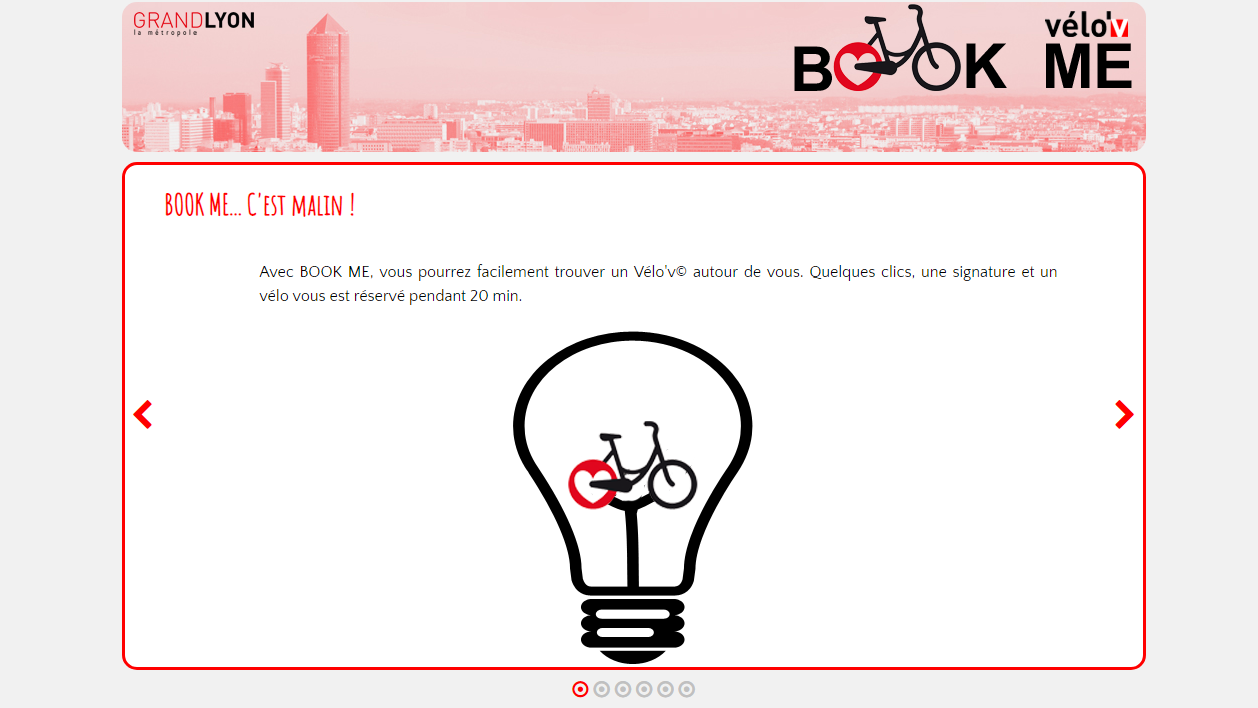 GRANDLYON
la métropole
BOOK
vélo'v
ME
BOOK ME... C'est malin !
Avec BOOK ME, vous pourrez facilement trouver un Vélo'v© autour de vous. Quelques clics, une signature et un
vélo vous est réservé pendant 20 min.